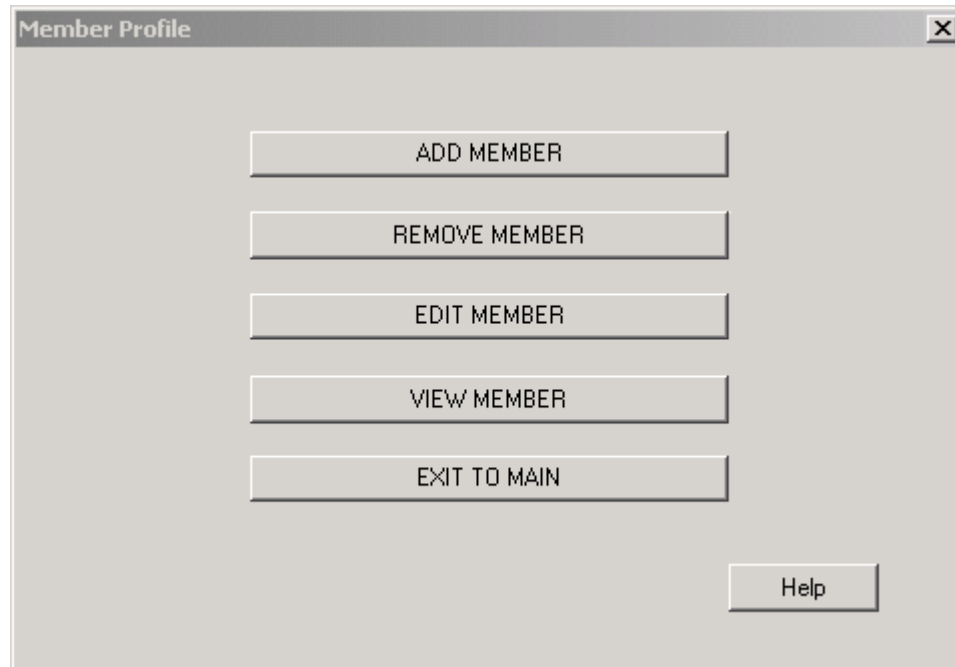 Member Profile
ADD MEMBER
REMOVE MEMBER
EDIT MEMBER
VIEW MEMBER
EXIT TO MAIN
Help